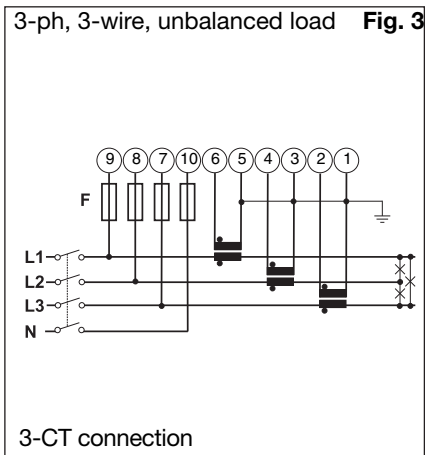 3-ph, 3-wire, unbalanced load Fig. 3
9 8 7 10 6 5 4 3 2 1
F
L1
L2
L3
N
3-CT connection